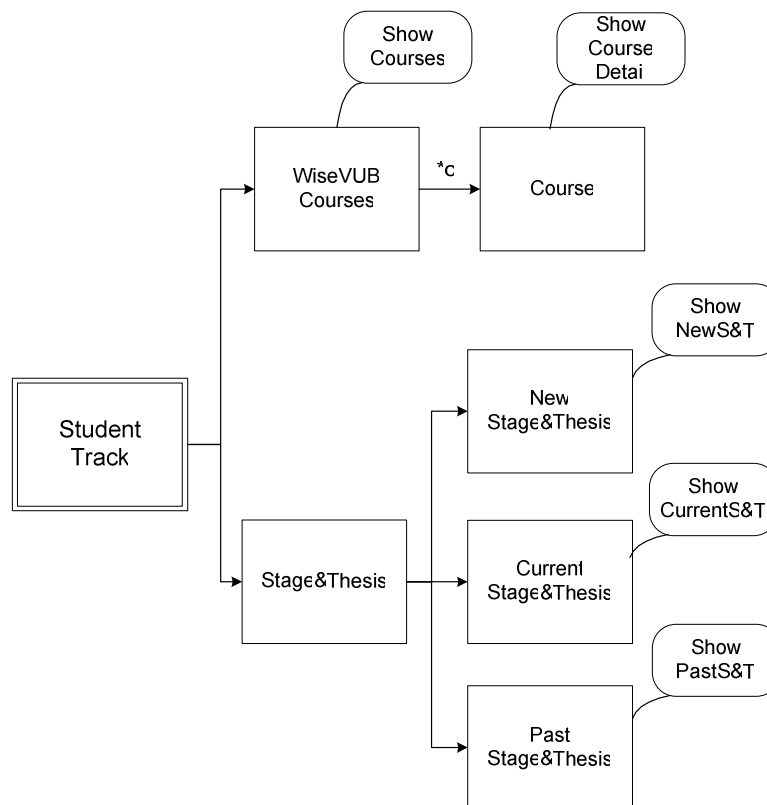 Show
Courses
Show
Course
Detai
WiseVUB
Courses
*c
Course
Show
NewS&T
New
Stage&Thesis
Student
Track
Show
CurrentS&T
Stage&Thesis
Current
Stage&Thesis
Show
PastS&T
Past
Stage&Thesis